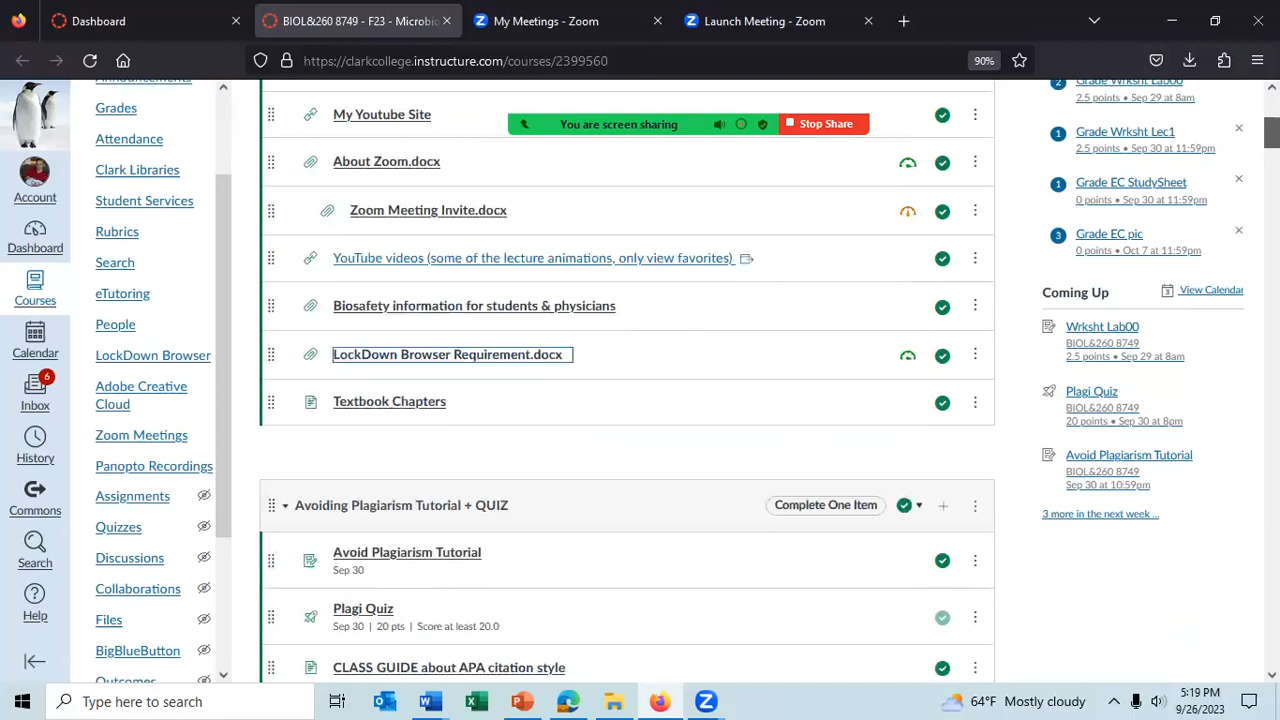 Dashboard
BIOL&260 8749 - F23 - Microbio
My Meetings - Zoom
Launch Meeting - Zoom
https://clarkcollege.instructure.com/courses/2399560
90%
Announcements
Grades
Attendance
Clark Libraries
Student Services
Rubrics
Search
eTutoring
People
LockDown Browser
Adobe Creative
Cloud
Zoom Meetings
Panopto Recordings
Assignments
Quizzes
Discussions
Collaborations
Files
BigBlueButton
Outcomes
Account
Dashboard
Courses
Calendar
6
Inbox
History
Commons
Search
Help
My Youtube Site
You are screen sharing
Stop Share
About Zoom.docx
Zoom Meeting Invite.docx
YouTube videos (some of the lecture animations, only view favorites)
Biosafety information for students & physicians
LockDown Browser Requirement.docx
Textbook Chapters
Avoiding Plagiarism Tutorial + QUIZ
Complete One Item
Avoid Plagiarism Tutorial
Sep 30
Plagi Quiz
Sep 30 | 20 pts | Score at least 20.0
CLASS GUIDE about APA citation style
2
Grade Wrksht Lab00
2.5 points • Sep 29 at 8am
1
Grade Wrksht Lec1
2.5 points • Sep 30 at 11:59pm
1
Grade EC StudySheet
0 points • Sep 30 at 11:59pm
3
Grade EC pic
0 points • Oct 7 at 11:59pm
Coming Up
View Calendar
Wrksht Lab00
BIOL&260 8749
2.5 points • Sep 29 at 8am
Plagi Quiz
BIOL&260 8749
20 points • Sep 30 at 8pm
Avoid Plagiarism Tutorial
BIOL&260 8749
Sep 30 at 10:59pm
3 more in the next week ...
Type here to search
64°F Mostly cloudy
5:19 PM
9/26/2023